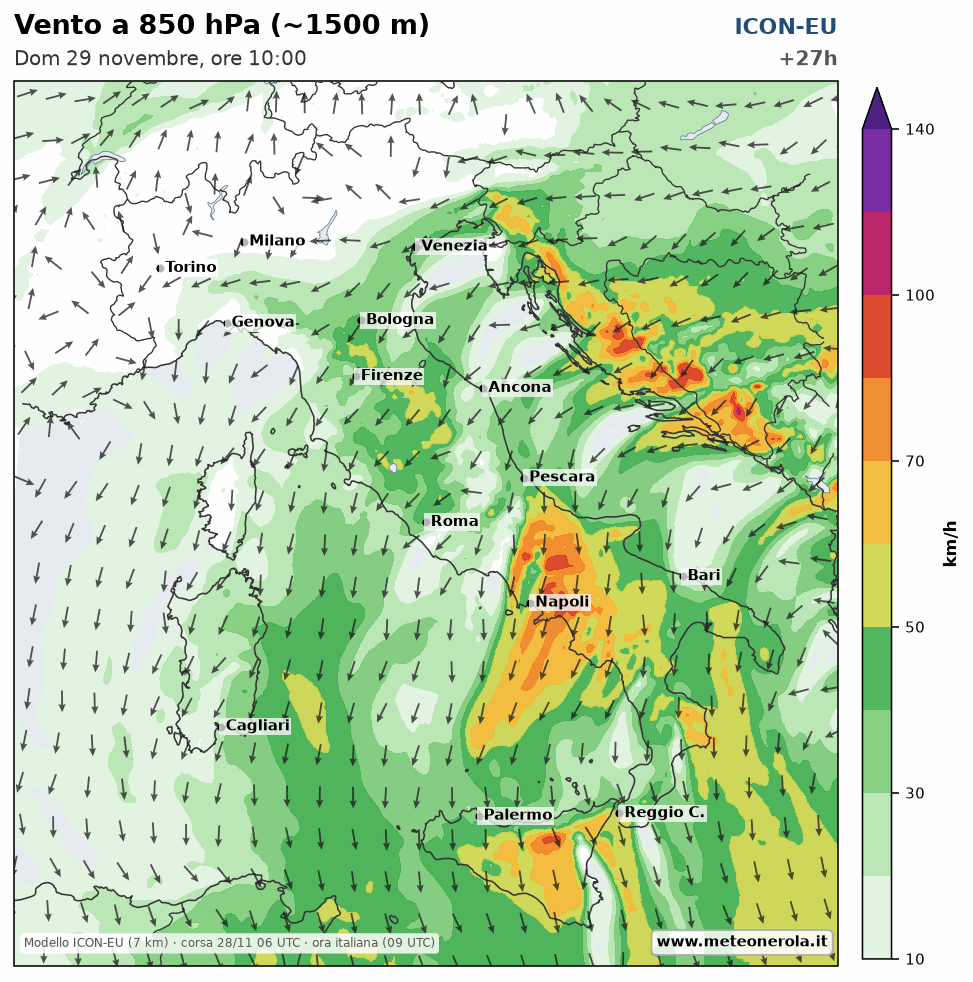 Vento a 850 hPa (~1500 m)
ICON-EU
Dom 29 novembre, ore 10:00
+27h
140
Milano
Venezia
Torino
100
Genova
Bologna
Firenze
Ancona
70
Pescara
Roma
km/h
Bari
Napoli
50
Cagliari
30
Palermo
Reggio C.
Modello ICON-EU (7 km) · corsa 28/11 06 UTC · ora italiana (09 UTC)
www.meteonerola.it
10